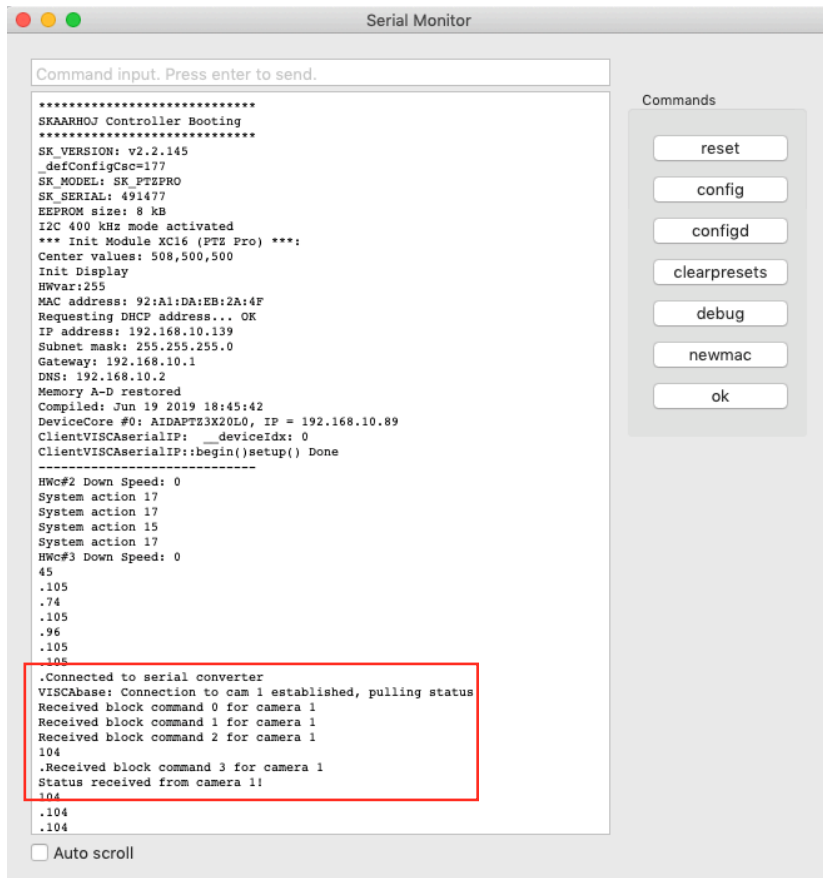 Serial Monitor
Command input. Press enter to send.
*****************************
SKAARHOJ Controller Booting
*****************************
SK_VERSION: v2.2.145
_defConfigCsc=177
SK_MODEL: SK_PTZPRO
SK_SERIAL: 491477
EEPROM size: 8 kB
I2C 400 kHz mode activated
*** Init Module XC16 (PTZ Pro) ***:
Center values: 508,500,500
Init Display
HWvar:255
MAC address: 92:A1:DA:EB:2A:4F
Requesting DHCP address... OK
IP address: 192.168.10.139
Subnet mask: 255.255.255.0
Gateway: 192.168.10.1
DNS: 192.168.10.2
Memory A-D restored
Compiled: Jun 19 2019 18:45:42
DeviceCore #0: AIDAPTZ3X20L0, IP = 192.168.10.89
ClientVISCAserialIP:  __deviceIdx: 0
ClientVISCAserialIP::begin()setup() Done
-----------------------------
HWc#2 Down Speed: 0
System action 17
System action 17
System action 15
System action 17
HWc#3 Down Speed: 0
45
.105
.74
.105
.96
.105
.105
.Connected to serial converter
VISCAbase: Connection to cam 1 established, pulling status
Received block command 0 for camera 1
Received block command 1 for camera 1
Received block command 2 for camera 1
104
.Received block command 3 for camera 1
Status received from camera 1!
104
.104
.104
Auto scroll
Commands
reset
config
configd
clearpresets
debug
newmac
ok